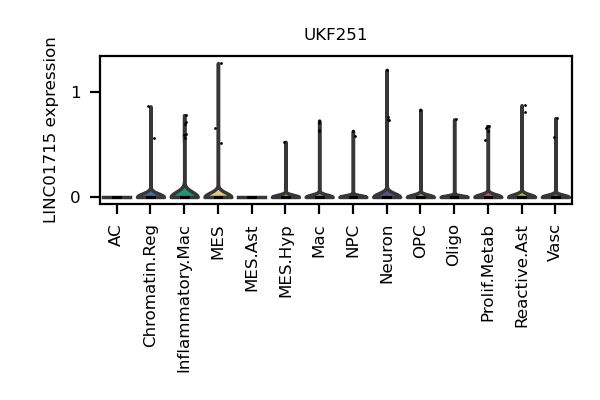 UKF251
LINC01715 expression
1
0
AC
Chromatin.Reg
Inflammatory.Mac
MES
MES.Ast
MES.Hyp
Mac
NPC
Neuron
OPC
Oligo
Prolif.Metab
Reactive.Ast
Vasc